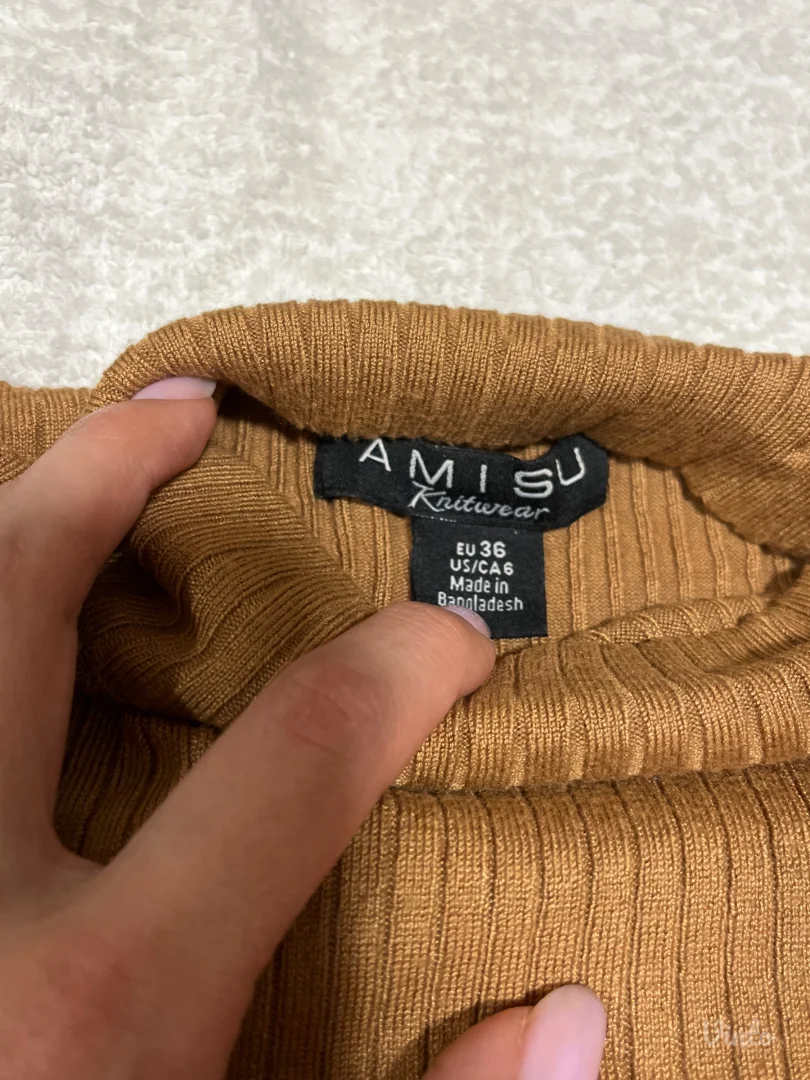 AMISU
Knitwear
EU 36
US/CA 6
Made in
Bangladesh